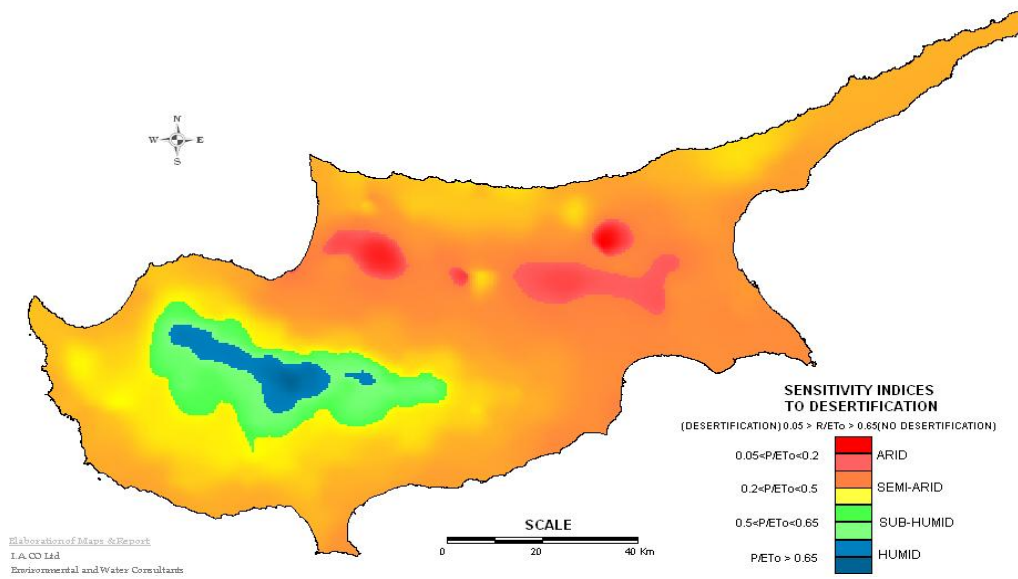 N
W E
S
SENSITIVITY INDICES
TO DESERTIFICATION
(DESERTIFICATION) 0.05 > R/ETo > 0.65(NO DESERTIFICATION)
0.05<P/ETo<0.2 ARID
0.2<P/ETo<0.5 SEMI-ARID
0.5<P/ETo<0.65 SUB-HUMID
P/ETo > 0.65 HUMID
SCALE
0 20 40 Km
Elaboration of Maps & Report
I.A.CO Ltd
Environmental and Water Consultants